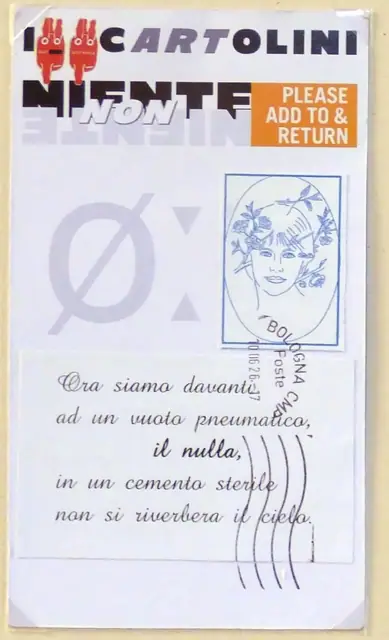 I CARTOLINI
NIENTE
NON
NIENTE
PLEASE
ADD TO &
RETURN
Ø:
BOLOGNA CMP
Poste
Ora siamo davanti
ad un vuoto pneumatico,
il nulla,
in un cemento sterile
non si riverbera il cielo.